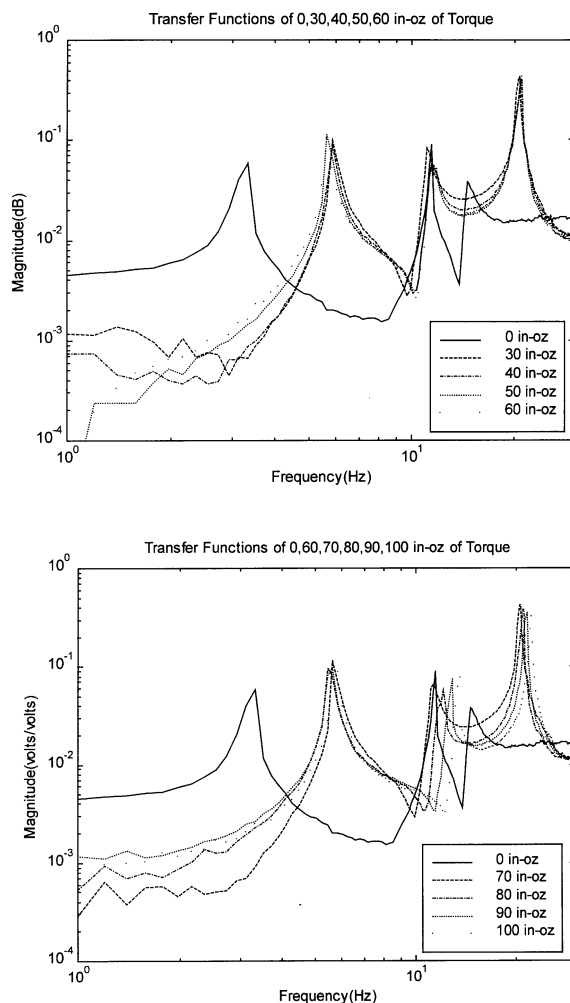 Transfer Functions of 0,30,40,50,60 in-oz of Torque
10^0
10^-1
10^-2
10^-3
10^-4
Magnitude(dB)
0 in-oz
30 in-oz
40 in-oz
50 in-oz
60 in-oz
10^0
10^1
Frequency(Hz)
Transfer Functions of 0,60,70,80,90,100 in-oz of Torque
10^0
10^-1
10^-2
10^-3
10^-4
Magnitude(volts/volts)
0 in-oz
70 in-oz
80 in-oz
90 in-oz
100 in-oz
10^0
10^1
Frequency(Hz)